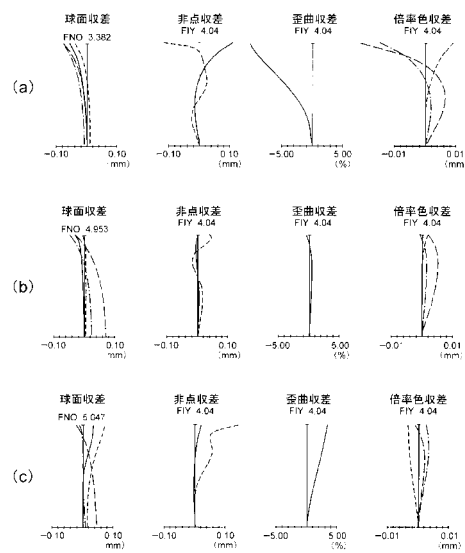 球面収差 非点収差 歪曲収差 倍率色収差
FNO 3.382 FIY 4.04 FIY 4.04 FIY 4.04
(a)
-0.10 0.10 -0.10 0.10 -5.00 5.00 -0.01 0.01
(mm) (mm) (%) (mm)
球面収差 非点収差 歪曲収差 倍率色収差
FNO 4.953 FIY 4.04 FIY 4.04 FIY 4.04
(b)
-0.10 0.10 -0.10 0.10 -5.00 5.00 -0.01 0.01
mm) (mm) (%) (mm)
球面収差 非点収差 歪曲収差 倍率色収差
FNO 5.047 FIY 4.04 FIY 4.04 FIY 4.04
(c)
-0.10 0.10 -0.10 0.10 -5.00 5.00 -0.01 0.01
mm) (mm) (%) (mm)